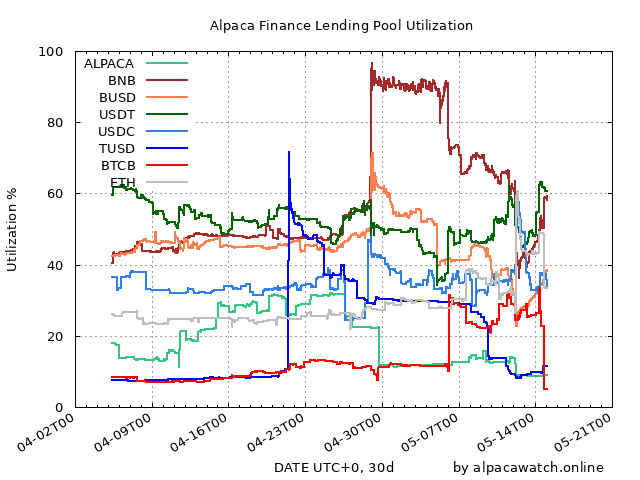 Alpaca Finance Lending Pool Utilization
Utilization %
100
80
60
40
20
0
ALPACA
BNB
BUSD
USDT
USDC
TUSD
BTCB
ETH
04-02T00
04-09T00
04-16T00
04-23T00
04-30T00
05-07T00
05-14T00
05-21T00
DATE UTC+0, 30d
by alpacawatch.online